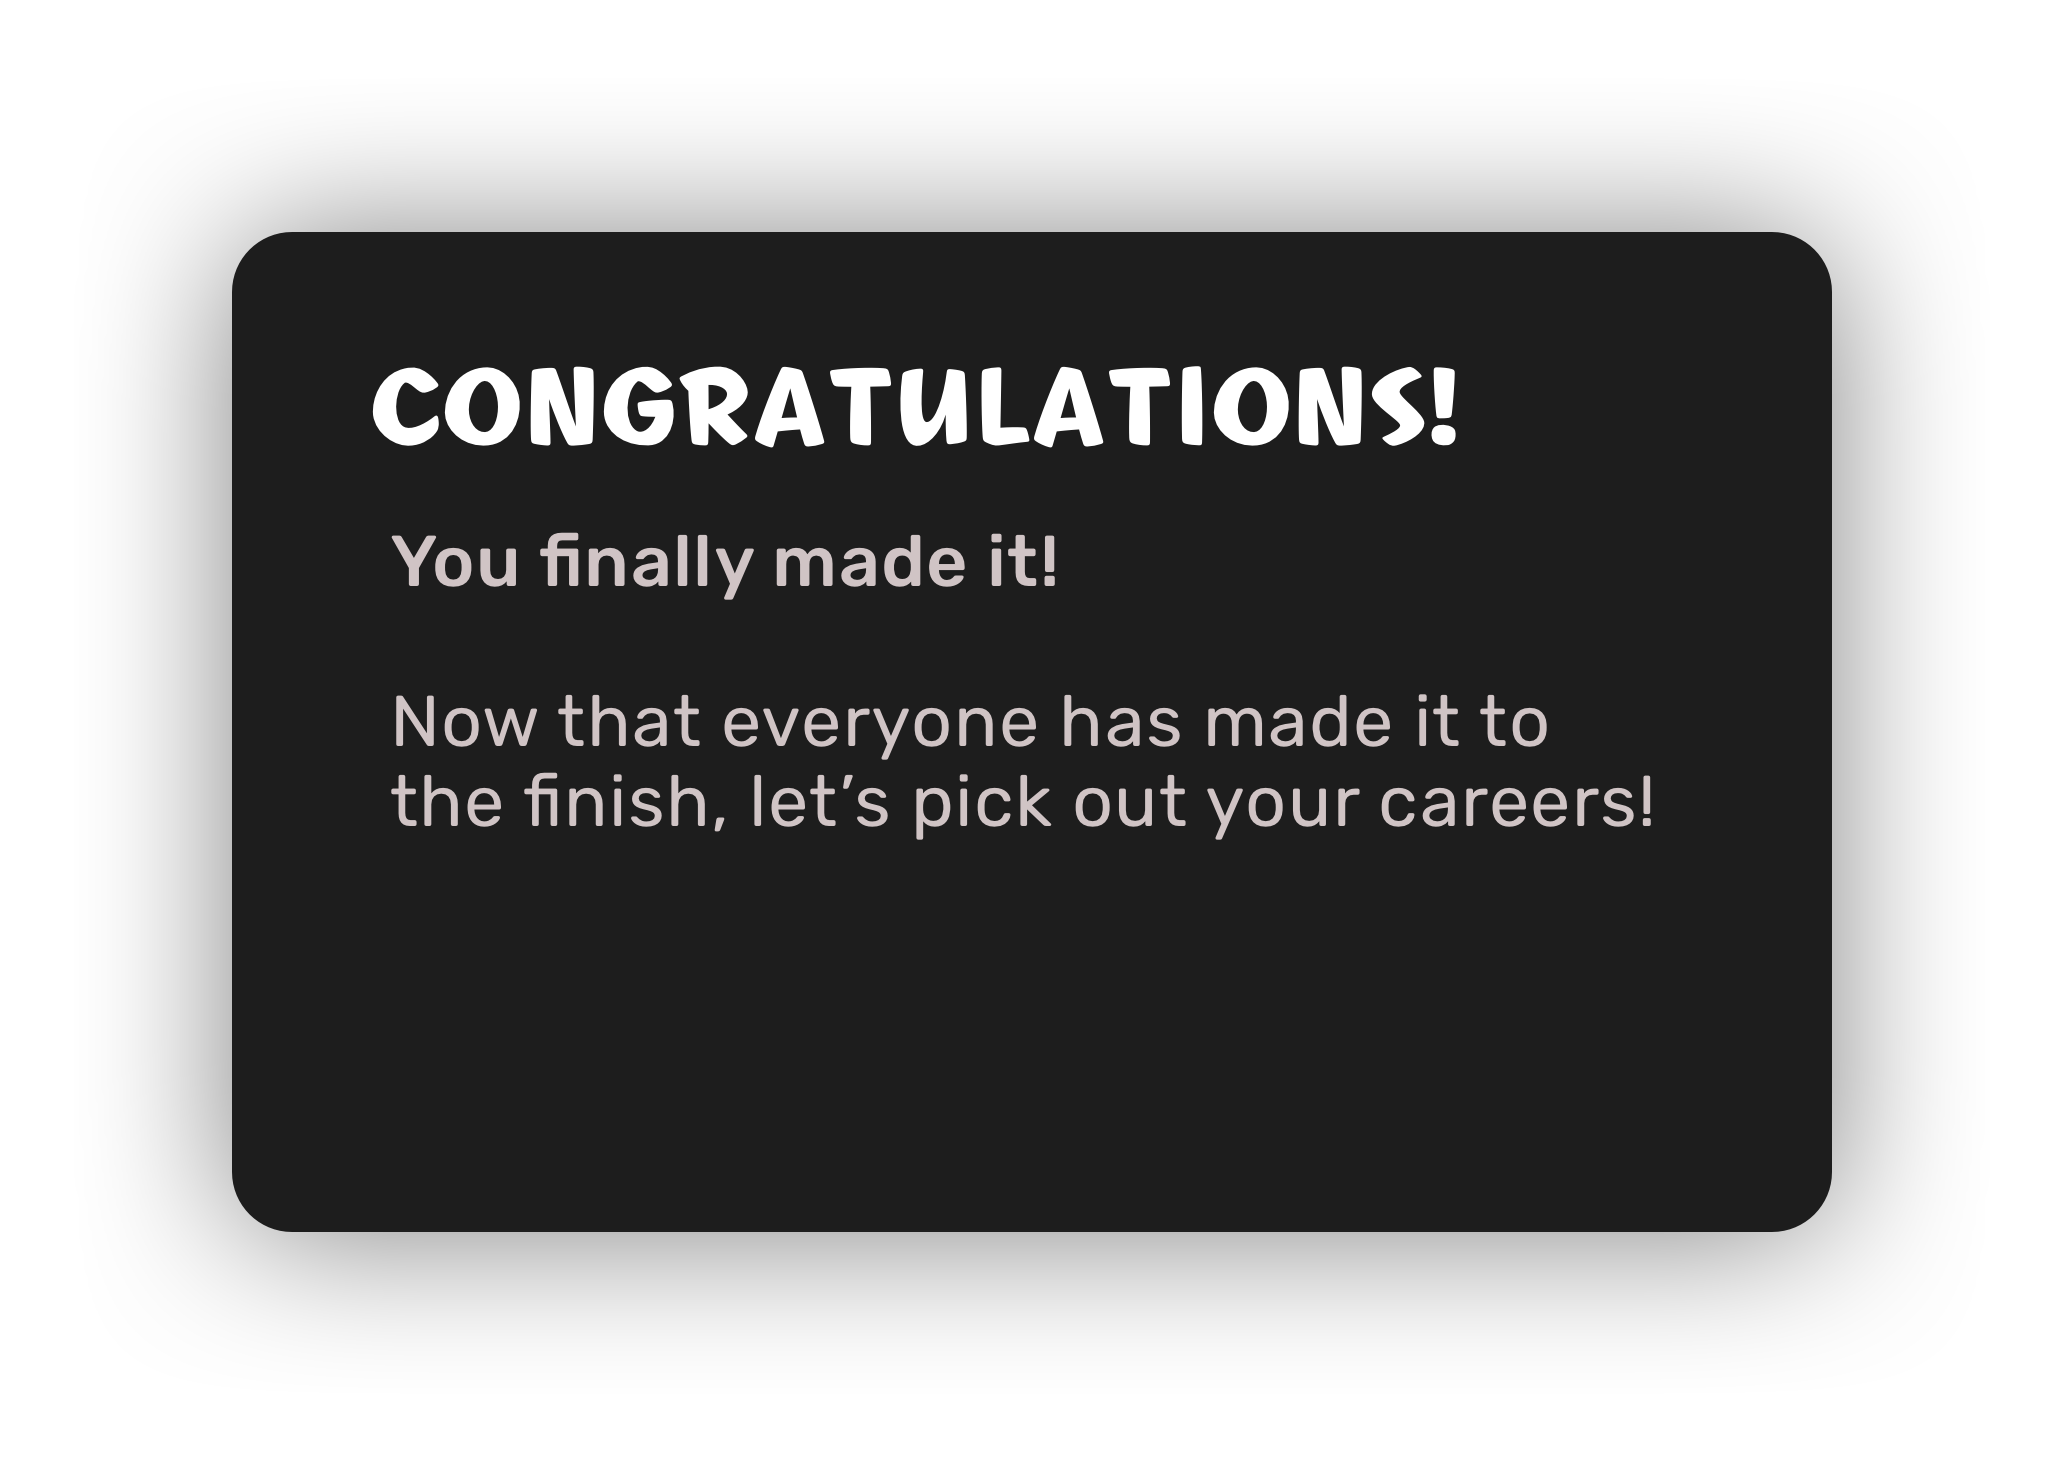 CONGRATULATIONS!
You finally made it!
Now that everyone has made it to
the finish, let’s pick out your careers!